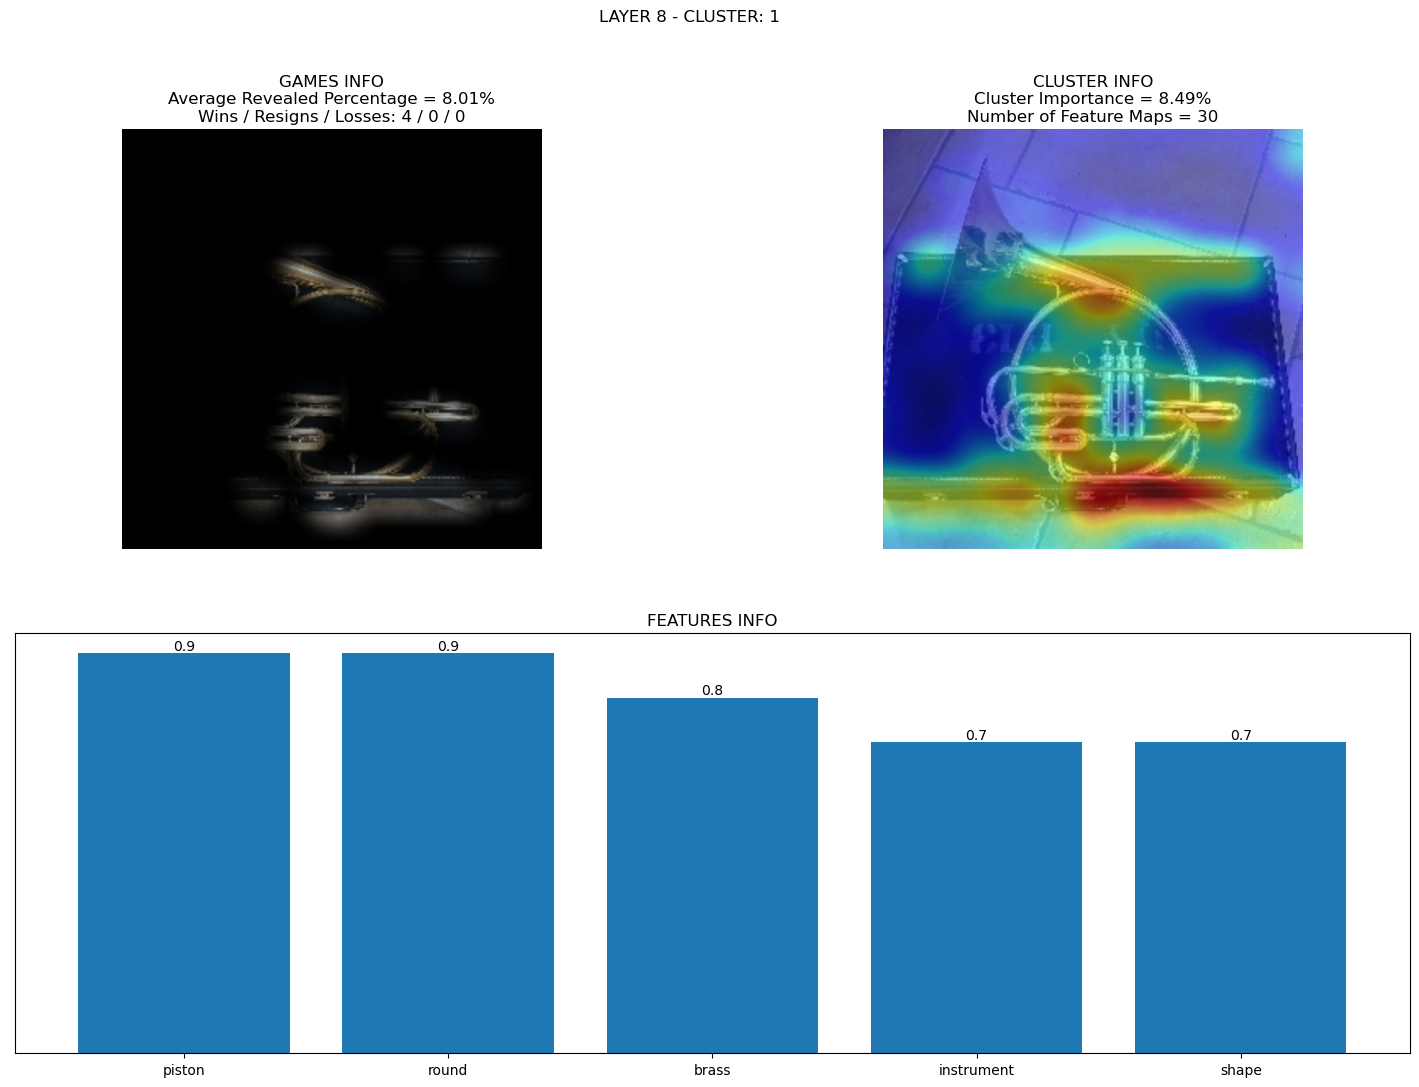 LAYER 8 - CLUSTER: 1
GAMES INFO
Average Revealed Percentage = 8.01%
Wins / Resigns / Losses: 4 / 0 / 0
CLUSTER INFO
Cluster Importance = 8.49%
Number of Feature Maps = 30
FEATURES INFO
0.9
0.9
0.8
0.7
0.7
piston
round
brass
instrument
shape